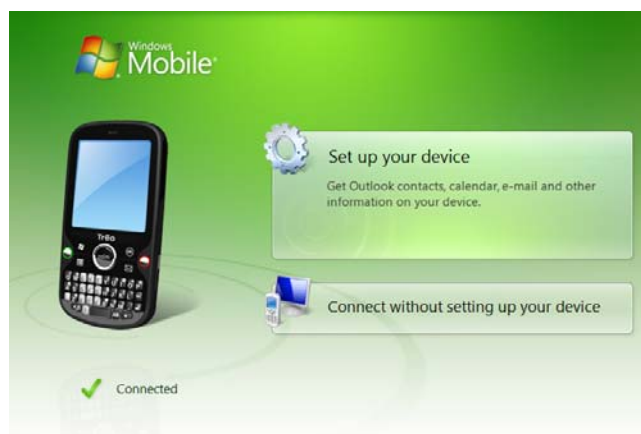 Windows
Mobile
Set up your device
Get Outlook contacts, calendar, e-mail and other
information on your device.
Treo
Connect without setting up your device
Connected